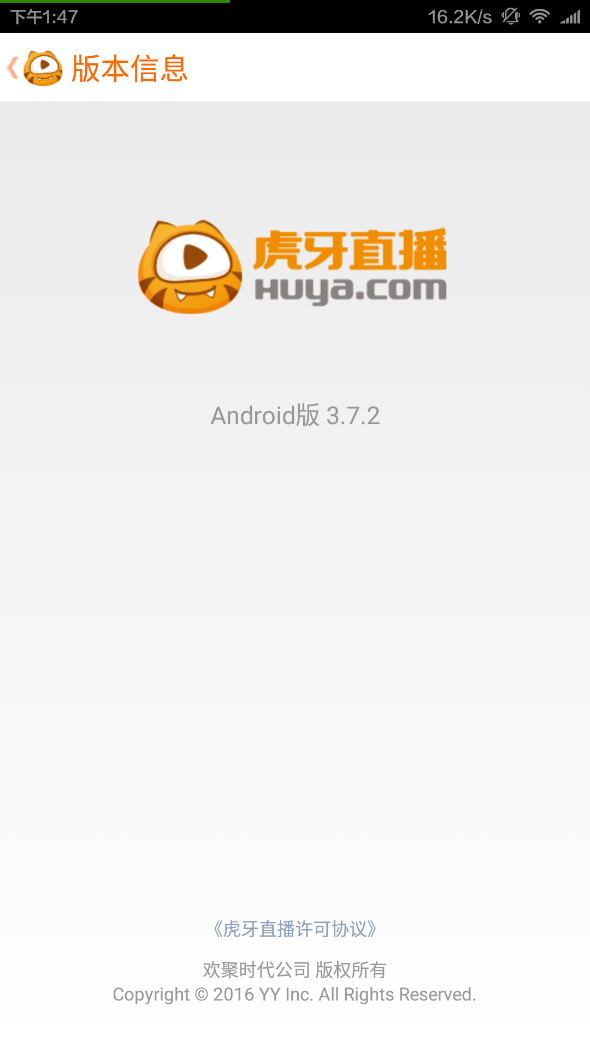 下午1:47 16.2K/s
版本信息
虎牙直播
HUYa.com
Android版 3.7.2
《虎牙直播许可协议》
欢聚时代公司 版权所有
Copyright © 2016 YY Inc. All Rights Reserved.